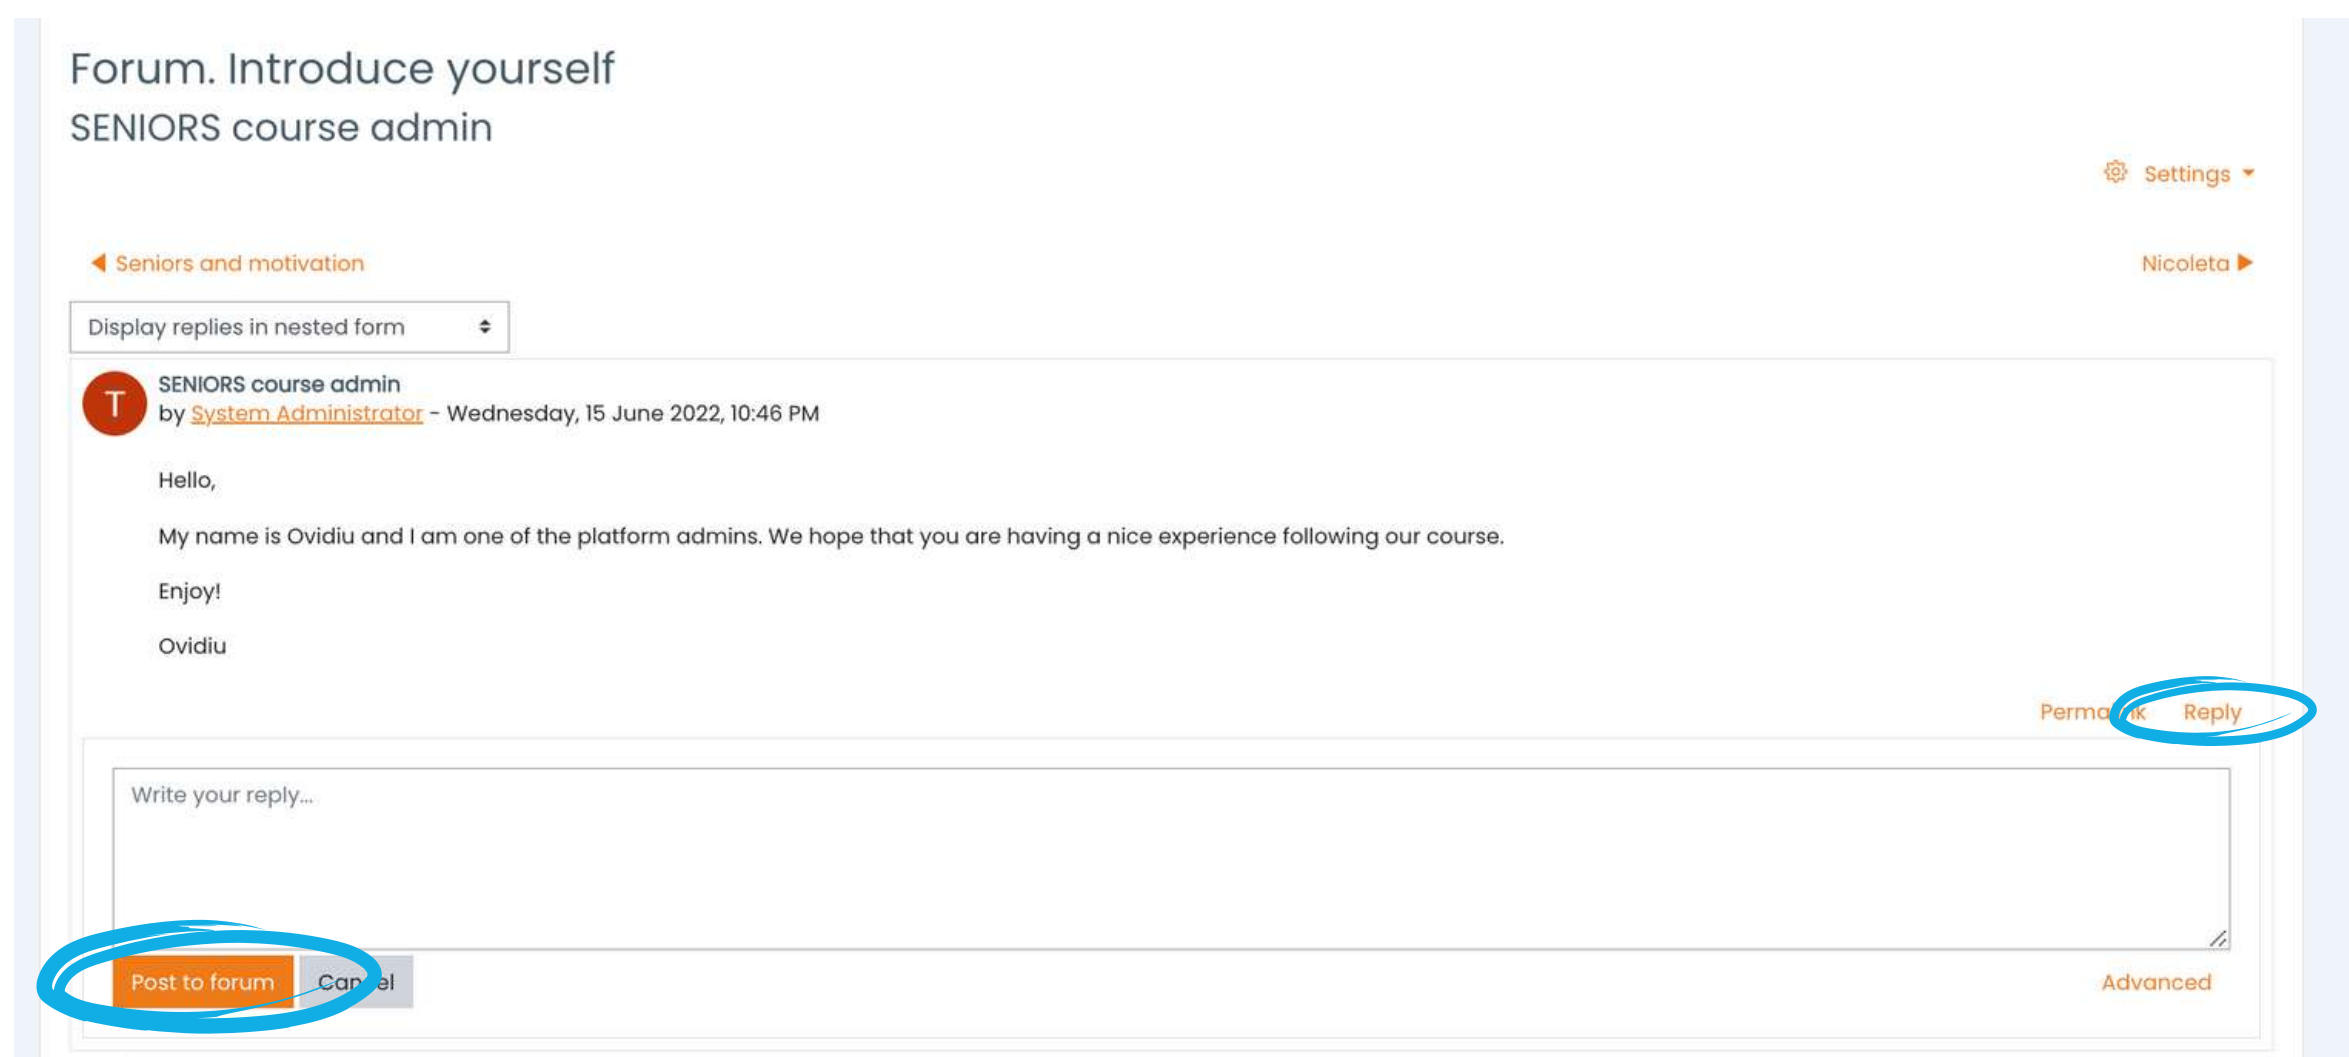 Forum. Introduce yourself
SENIORS course admin
Settings
Seniors and motivation
Nicoleta
Display replies in nested form
T
SENIORS course admin
by System Administrator - Wednesday, 15 June 2022, 10:46 PM
Hello,
My name is Ovidiu and I am one of the platform admins. We hope that you are having a nice experience following our course.
Enjoy!
Ovidiu
Permalink Reply
Write your reply...
Post to forum Cancel
Advanced